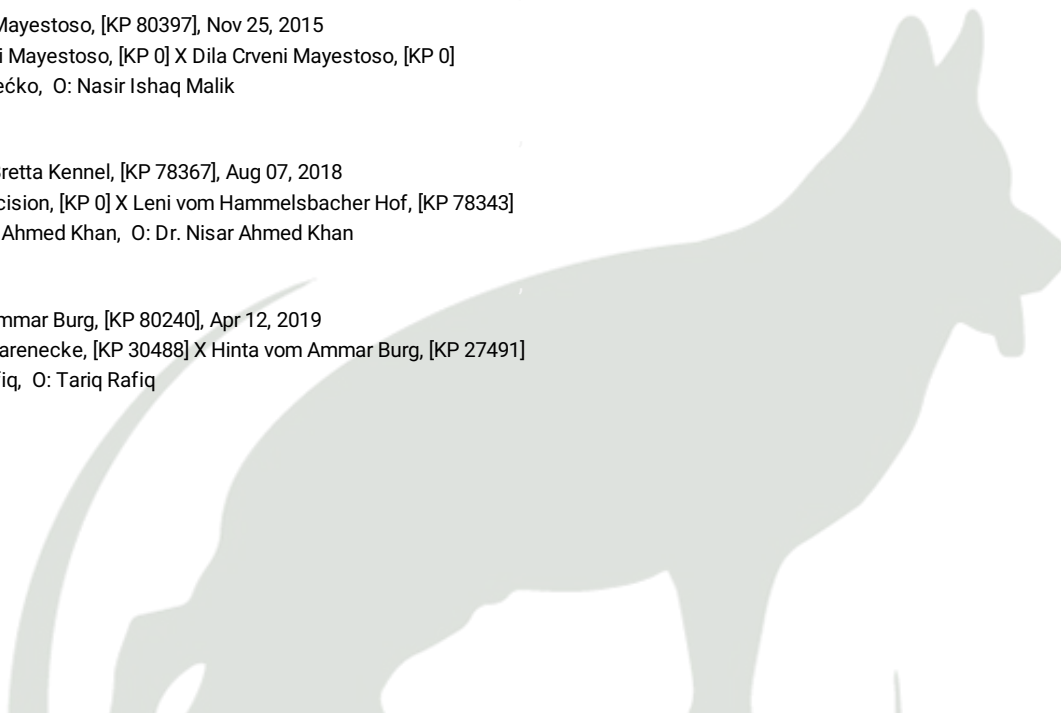 Mayestoso, [KP 80397], Nov 25, 2015
i Mayestoso, [KP 0] X Dila Crveni Mayestoso, [KP 0]
ećko, O: Nasir Ishaq Malik
retta Kennel, [KP 78367], Aug 07, 2018
cision, [KP 0] X Leni vom Hammelsbacher Hof, [KP 78343]
Ahmed Khan, O: Dr. Nisar Ahmed Khan
mmar Burg, [KP 80240], Apr 12, 2019
arenecke, [KP 30488] X Hinta vom Ammar Burg, [KP 27491]
iq, O: Tariq Rafiq